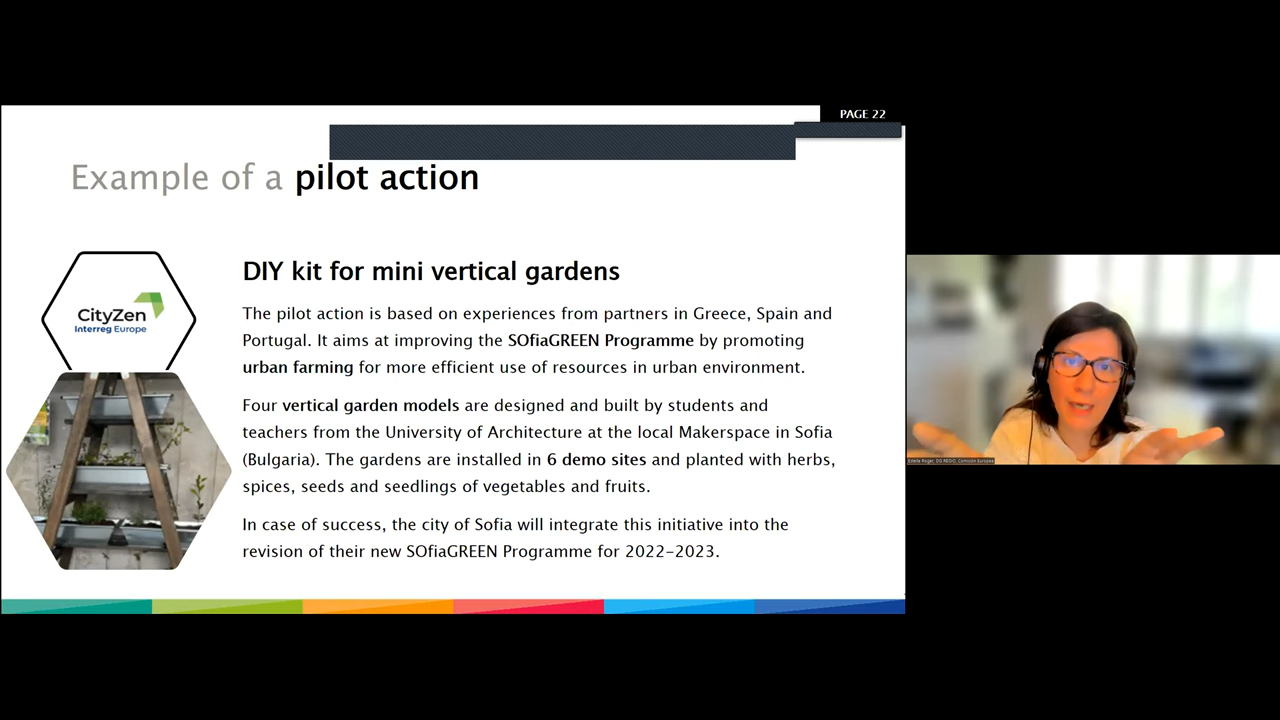 PAGE 22
Example of a pilot action
CityZen
Interreg Europe
DIY kit for mini vertical gardens
The pilot action is based on experiences from partners in Greece, Spain and
Portugal. It aims at improving the SOfiaGREEN Programme by promoting
urban farming for more efficient use of resources in urban environment.
Four vertical garden models are designed and built by students and
teachers from the University of Architecture at the local Makerspace in Sofia
(Bulgaria). The gardens are installed in 6 demo sites and planted with herbs,
spices, seeds and seedlings of vegetables and fruits.
In case of success, the city of Sofia will integrate this initiative into the
revision of their new SOfiaGREEN Programme for 2022-2023.
Roger, DG REGIO, Comisión Europea